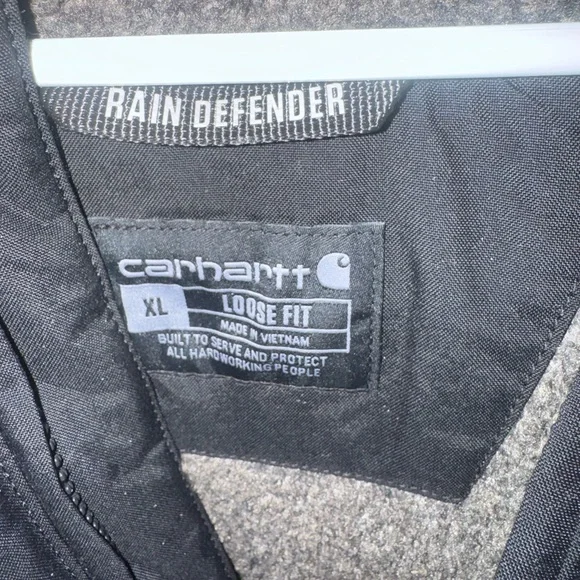 RAIN DEFENDER
carhartt
XL
LOOSE FIT
MADE IN VIETNAM
BUILT TO SERVE AND PROTECT
ALL HARDWORKING PEOPLE